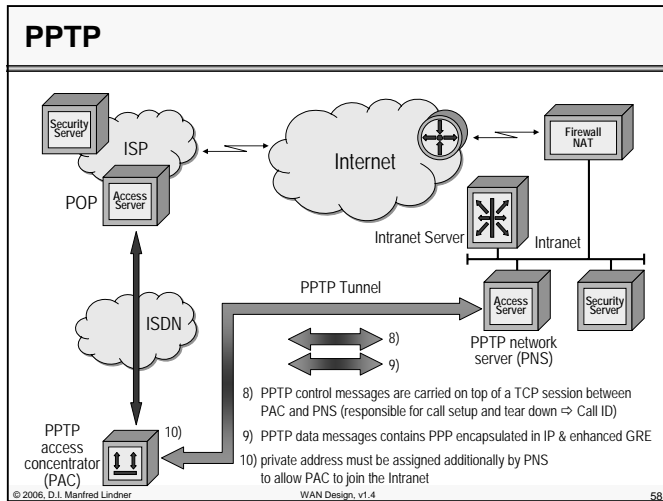 PPTP
Security
Server
ISP
Internet
Firewall
NAT
POP
Access
Server
Intranet Server
Intranet
PPTP Tunnel
ISDN
Access
Server
Security
Server
8)
PPTP network
server (PNS)
9)
8) PPTP control messages are carried on top of a TCP session between
PAC and PNS (responsible for call setup and tear down ⇨ Call ID)
PPTP
access
concentrator
(PAC)
10)
9) PPTP data messages contains PPP encapsulated in IP & enhanced GRE
10) private address must be assigned additionally by PNS
to allow PAC to join the Intranet
© 2006, D.I. Manfred Lindner
WAN Design, v1.4
58